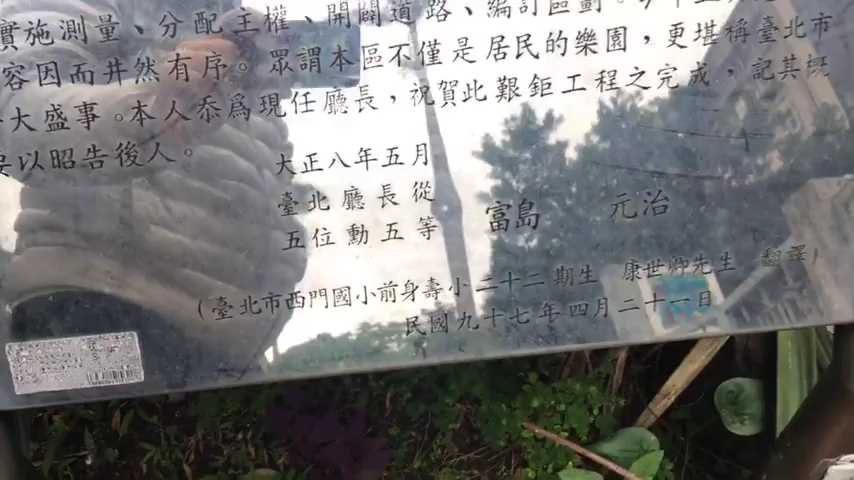 實施測量、分配主權、開闢道路、編訂區劃。今年
容因而井然有序。眾謂本區不僅是居民的樂園，更堪稱臺北市
大盛事。本人忝爲現任廳長，祝賀此艱鉅工程之完成，記其概
要以昭告後人。
大正八年五月
臺北廳長從
五位勳五等 富島 元治
（臺北市西門國小前身壽小二十二期生 康世卿先生 翻譯）
民國九十七年四月二十一日